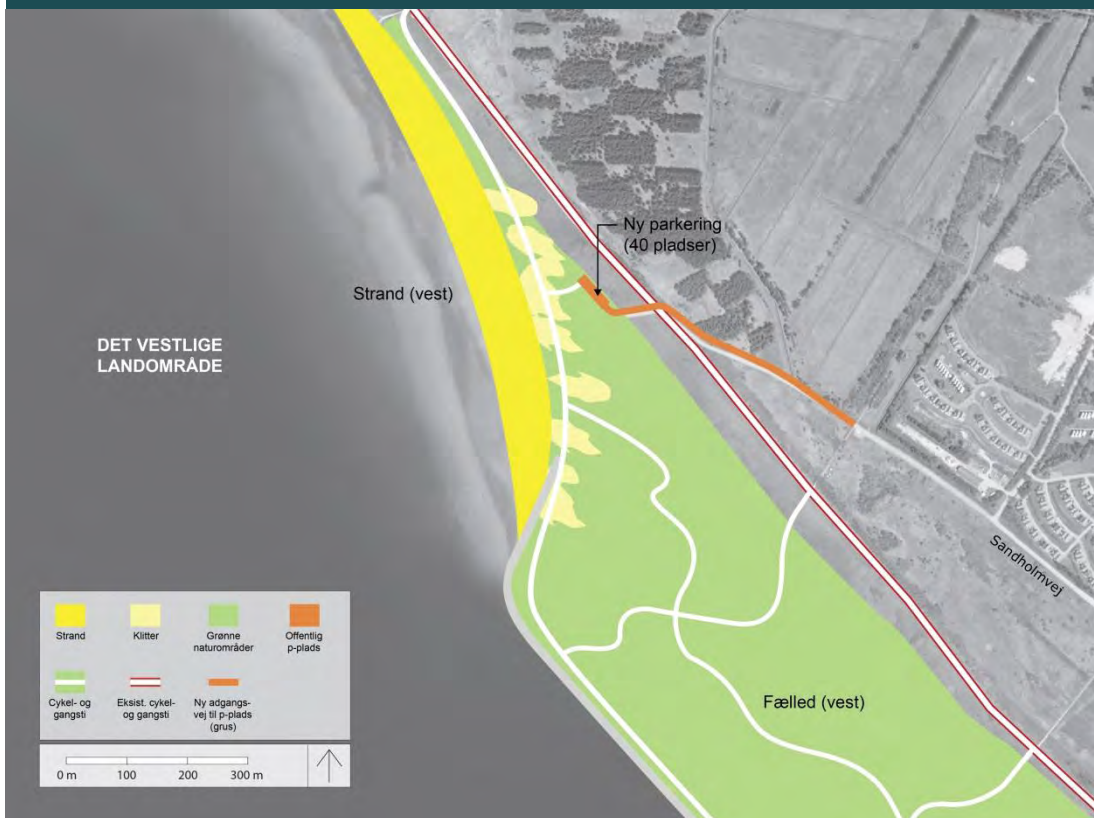 Ny parkering
(40 pladser)
Strand (vest)
DET VESTLIGE
LANDOMRÅDE
Sandholmvej
Fælled (vest)
Strand
Klitter
Grønne
naturområder
Offentlig
p-plads
Cykel- og
gangsti
Eksist. cykel-
og gangsti
Ny adgangs-
vej til p-plads
(grus)
0 m 100 200 300 m